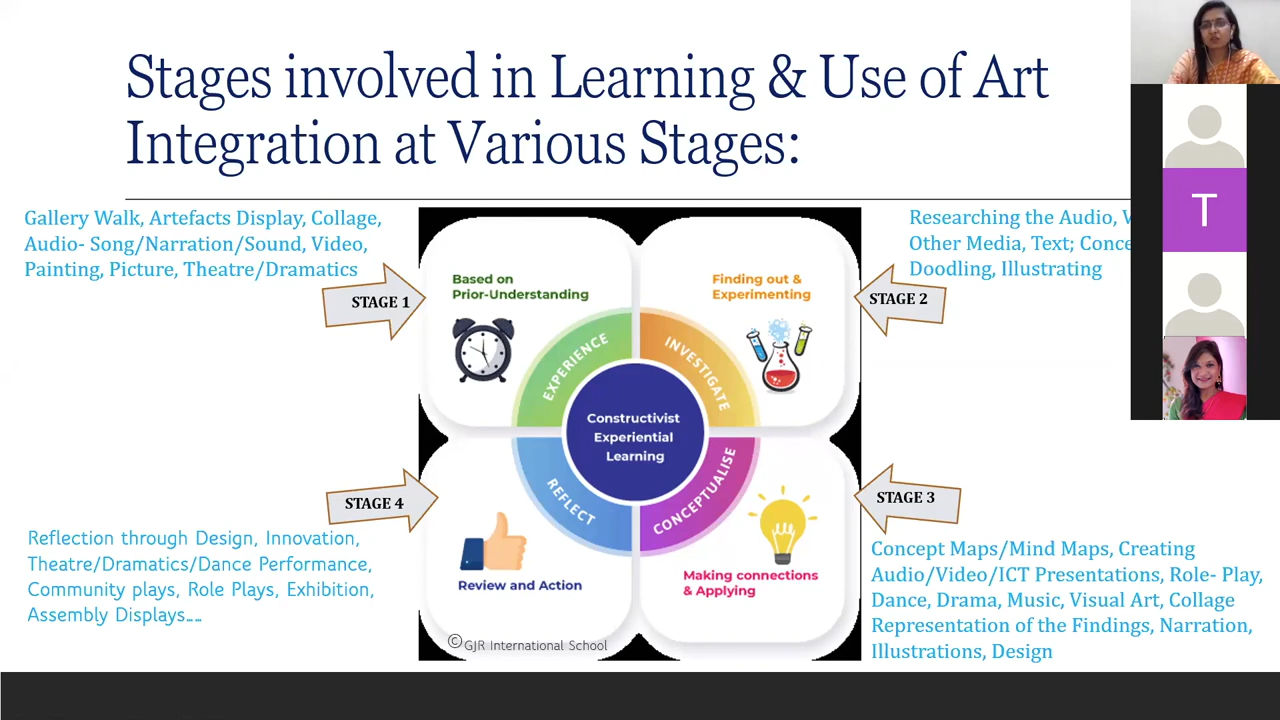 Stages involved in Learning & Use of Art
Integration at Various Stages:
Gallery Walk, Artefacts Display, Collage,
Audio- Song/Narration/Sound, Video,
Painting, Picture, Theatre/Dramatics
STAGE 1
Based on
Prior-Understanding
EXPERIENCE
Researching the Audio,
Other Media, Text;
Doodling, Illustrating
STAGE 2
Finding out &
Experimenting
INVESTIGATE
T
Constructivist
Experiential
Learning
STAGE 3
CONCEPTUALISE
Making connections
& Applying
Concept Maps/Mind Maps, Creating
Audio/Video/ICT Presentations, Role- Play,
Dance, Drama, Music, Visual Art, Collage
Representation of the Findings, Narration,
Illustrations, Design
STAGE 4
REFLECT
Review and Action
Reflection through Design, Innovation,
Theatre/Dramatics/Dance Performance,
Community plays, Role Plays, Exhibition,
Assembly Displays.....
© GJR International School